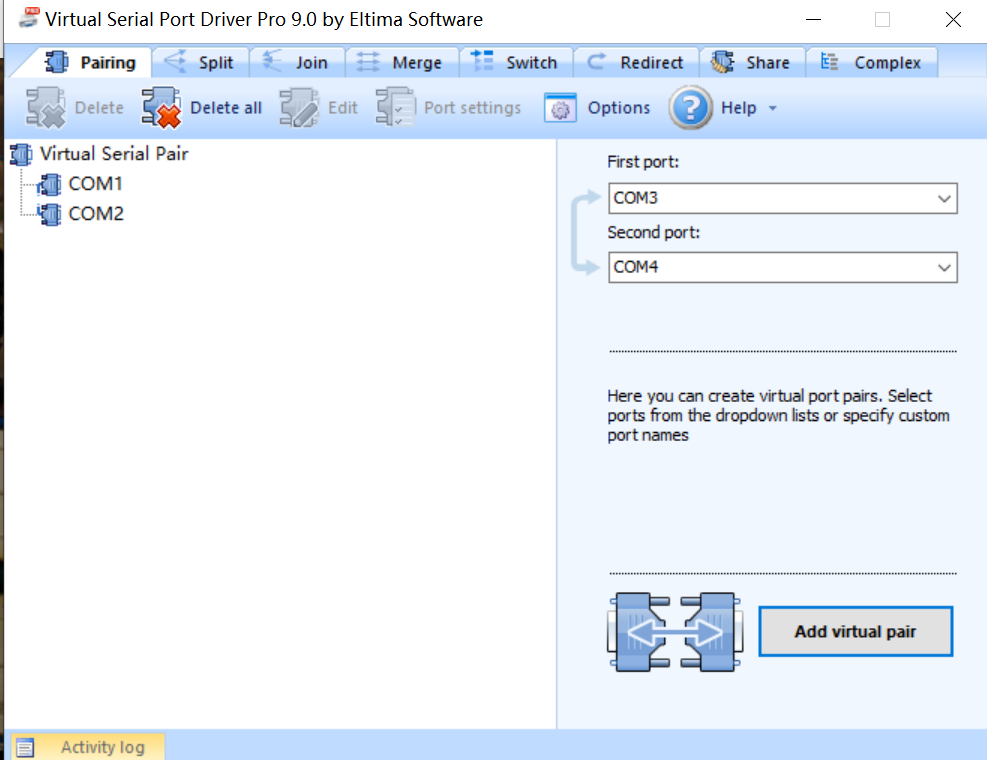 Virtual Serial Port Driver Pro 9.0 by Eltima Software
Pairing Split Join Merge Switch Redirect Share Complex
Delete Delete all Edit Port settings Options Help
Virtual Serial Pair
COM1
COM2
First port:
COM3
Second port:
COM4
Here you can create virtual port pairs. Select
ports from the dropdown lists or specify custom
port names
Add virtual pair
Activity log